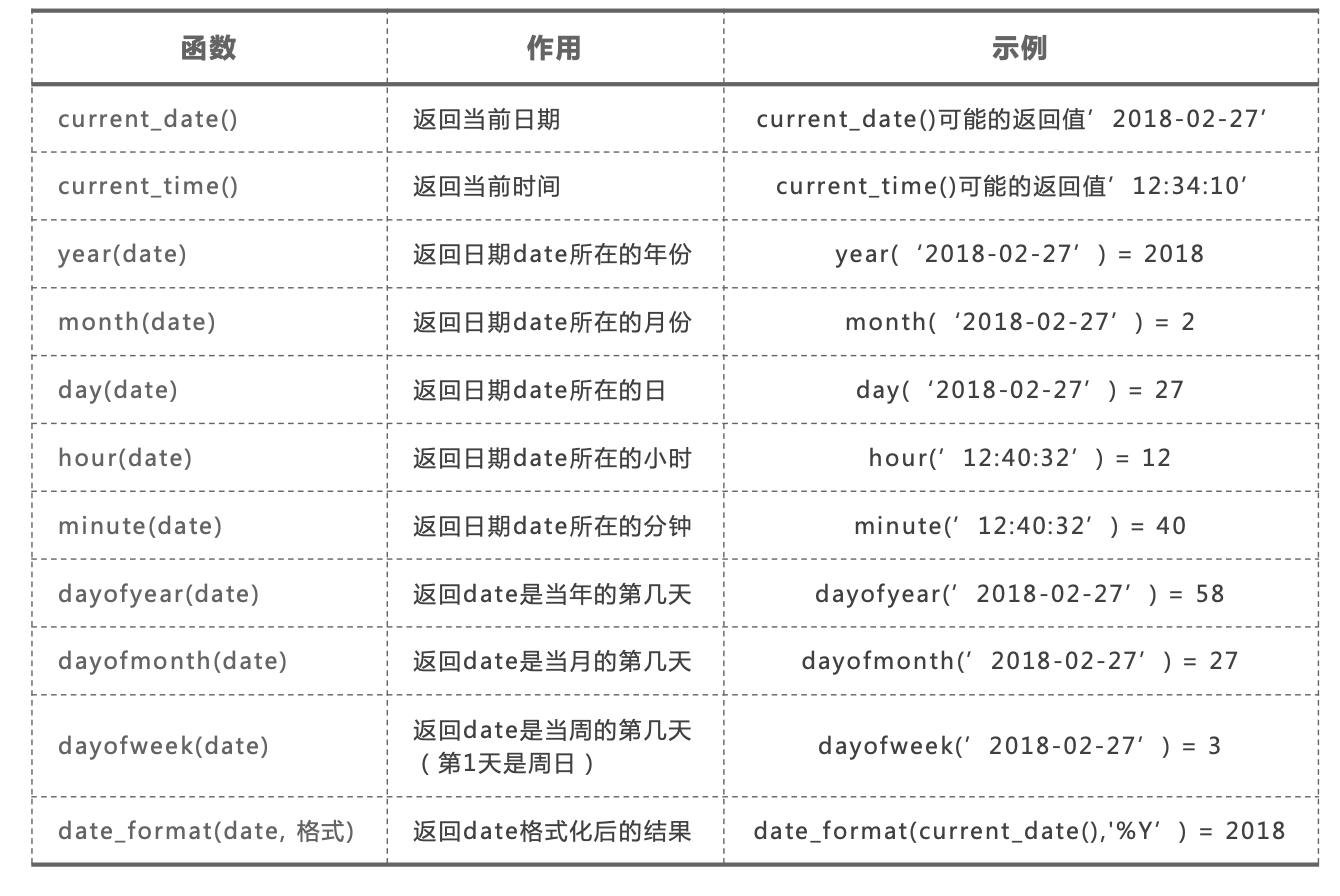 函数 作用 示例
current_date() 返回当前日期 current_date()可能的返回值’2018-02-27’
current_time() 返回当前时间 current_time()可能的返回值’12:34:10’
year(date) 返回日期date所在的年份 year(‘2018-02-27’) = 2018
month(date) 返回日期date所在的月份 month(‘2018-02-27’) = 2
day(date) 返回日期date所在的日 day(‘2018-02-27’) = 27
hour(date) 返回日期date所在的小时 hour(’12:40:32’) = 12
minute(date) 返回日期date所在的分钟 minute(’12:40:32’) = 40
dayofyear(date) 返回date是当年的第几天 dayofyear(’2018-02-27’) = 58
dayofmonth(date) 返回date是当月的第几天 dayofmonth(’2018-02-27’) = 27
dayofweek(date) 返回date是当周的第几天 dayofweek(’2018-02-27’) = 3
（第1天是周日）
date_format(date, 格式) 返回date格式化后的结果 date_format(current_date(),'%Y’) = 2018